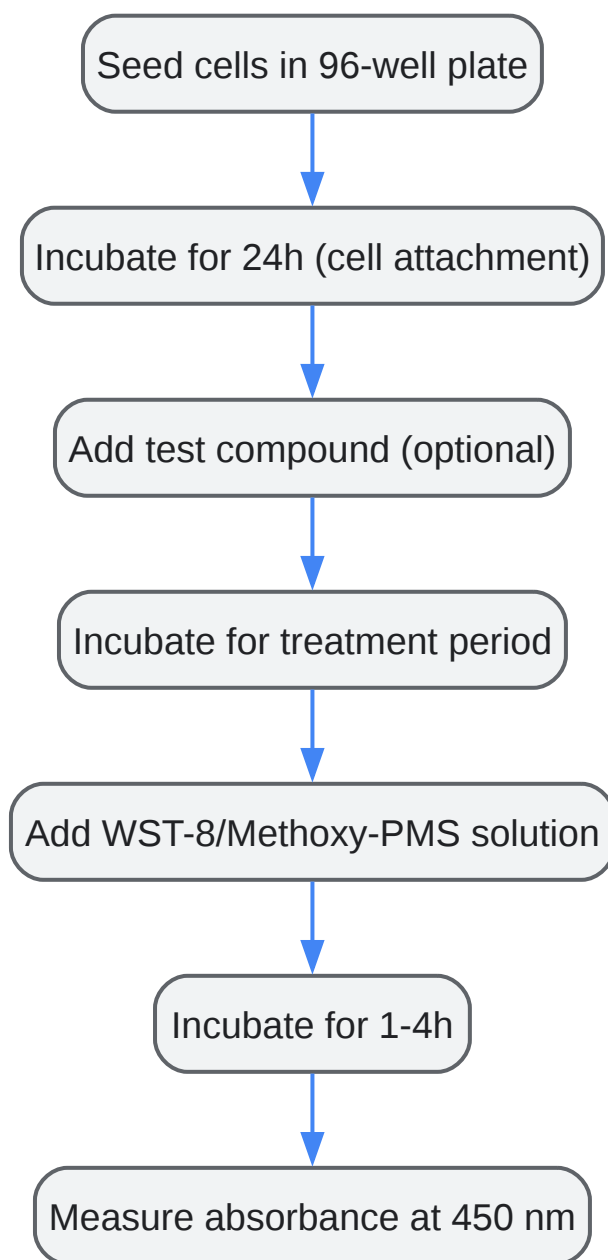 Seed cells in 96-well plate
Incubate for 24h (cell attachment)
Add test compound (optional)
Incubate for treatment period
Add WST-8/Methoxy-PMS solution
Incubate for 1-4h
Measure absorbance at 450 nm